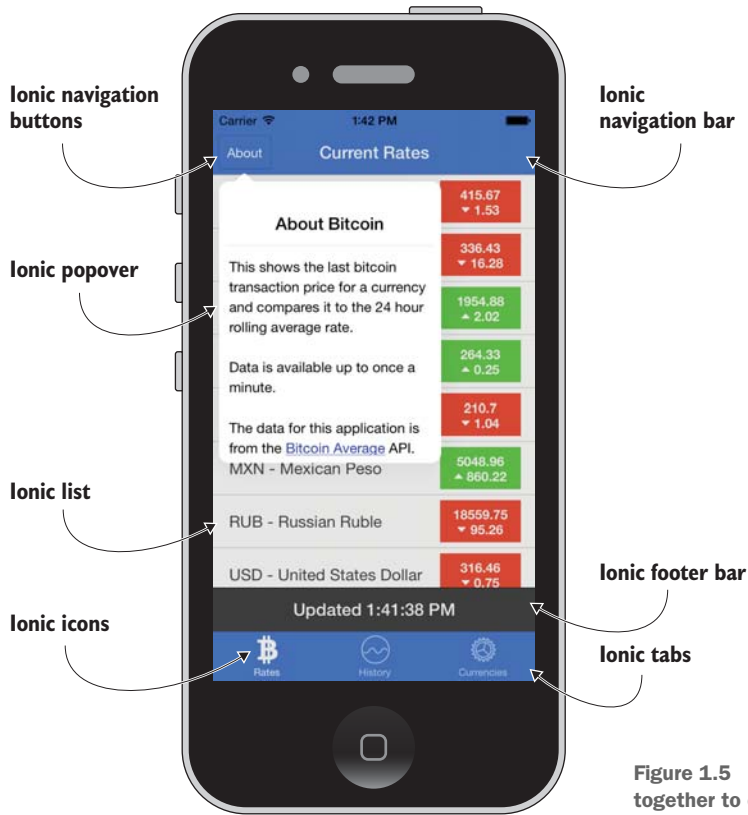 Ionic navigation
buttons
Ionic
navigation bar
Carrier
1:42 PM
About
Current Rates
415.67
▼ 1.53
About Bitcoin
336.43
▼ 16.28
Ionic popover
This shows the last bitcoin
transaction price for a currency
and compares it to the 24 hour
rolling average rate.
1954.88
▲ 2.02
Data is available up to once a
minute.
264.33
▲ 0.25
The data for this application is
from the Bitcoin Average API.
210.7
▼ 1.04
MXN - Mexican Peso
5048.96
▲ 860.22
Ionic list
RUB - Russian Ruble
18559.75
▼ 95.26
USD - United States Dollar
316.46
▼ 0.75
Ionic footer bar
Updated 1:41:38 PM
Ionic icons
Ionic tabs
Rates
History
Currencies
Figure 1.5
together to